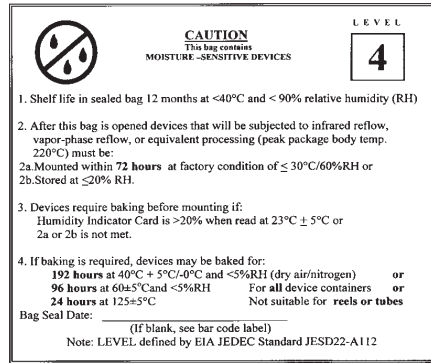 LEVEL
CAUTION
4
This bag contains
MOISTURE –SENSITIVE DEVICES
1. Shelf life in sealed bag 12 months at <40°C and < 90% relative humidity (RH)
2. After this bag is opened devices that will be subjected to infrared reflow,
vapor-phase reflow, or equivalent processing (peak package body temp.
220°C) must be:
2a.Mounted within 72 hours at factory condition of ≤ 30°C/60%RH or
2b.Stored at ≤20% RH.
3. Devices require baking before mounting if:
Humidity Indicator Card is >20% when read at 23°C ± 5°C or
2a or 2b is not met.
4. If baking is required, devices may be baked for:
192 hours at 40°C + 5°C/-0°C and <5%RH (dry air/nitrogen) or
96 hours at 60±5°Cand <5%RH For all device containers or
24 hours at 125±5°C Not suitable for reels or tubes
Bag Seal Date:
(If blank, see bar code label)
Note: LEVEL defined by EIA JEDEC Standard JESD22-A112